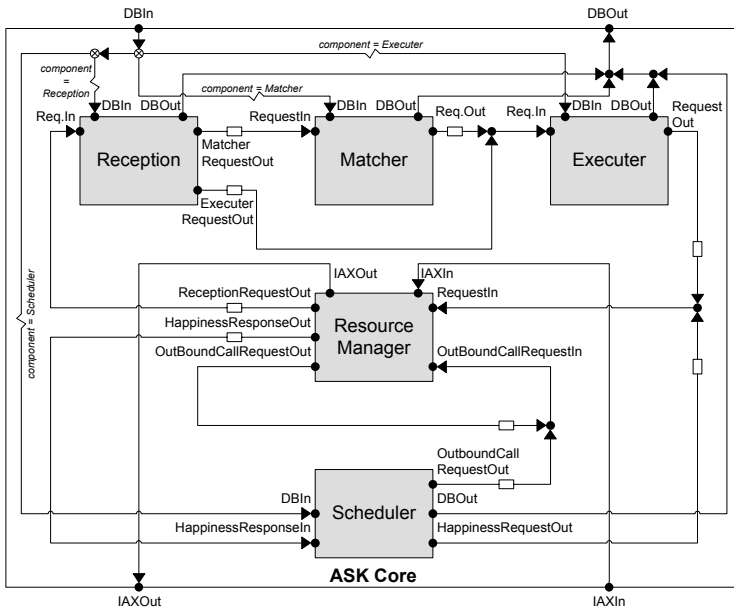 DBIn
DBOut
component = Executer
component
=
Reception
component = Matcher
DBIn
DBOut
DBIn
DBOut
DBIn
DBOut
Request
Out
Req.In
RequestIn
Req.Out
Req.In
Reception
Matcher
RequestOut
Matcher
Executer
Executer
RequestOut
component = Scheduler
IAXOut
IAXIn
ReceptionRequestOut
RequestIn
HappinessResponseOut
Resource
Manager
OutBoundCallRequestOut
OutBoundCallRequestIn
OutboundCall
RequestOut
DBIn
DBOut
Scheduler
HappinessResponseIn
HappinessRequestOut
ASK Core
IAXOut
IAXIn